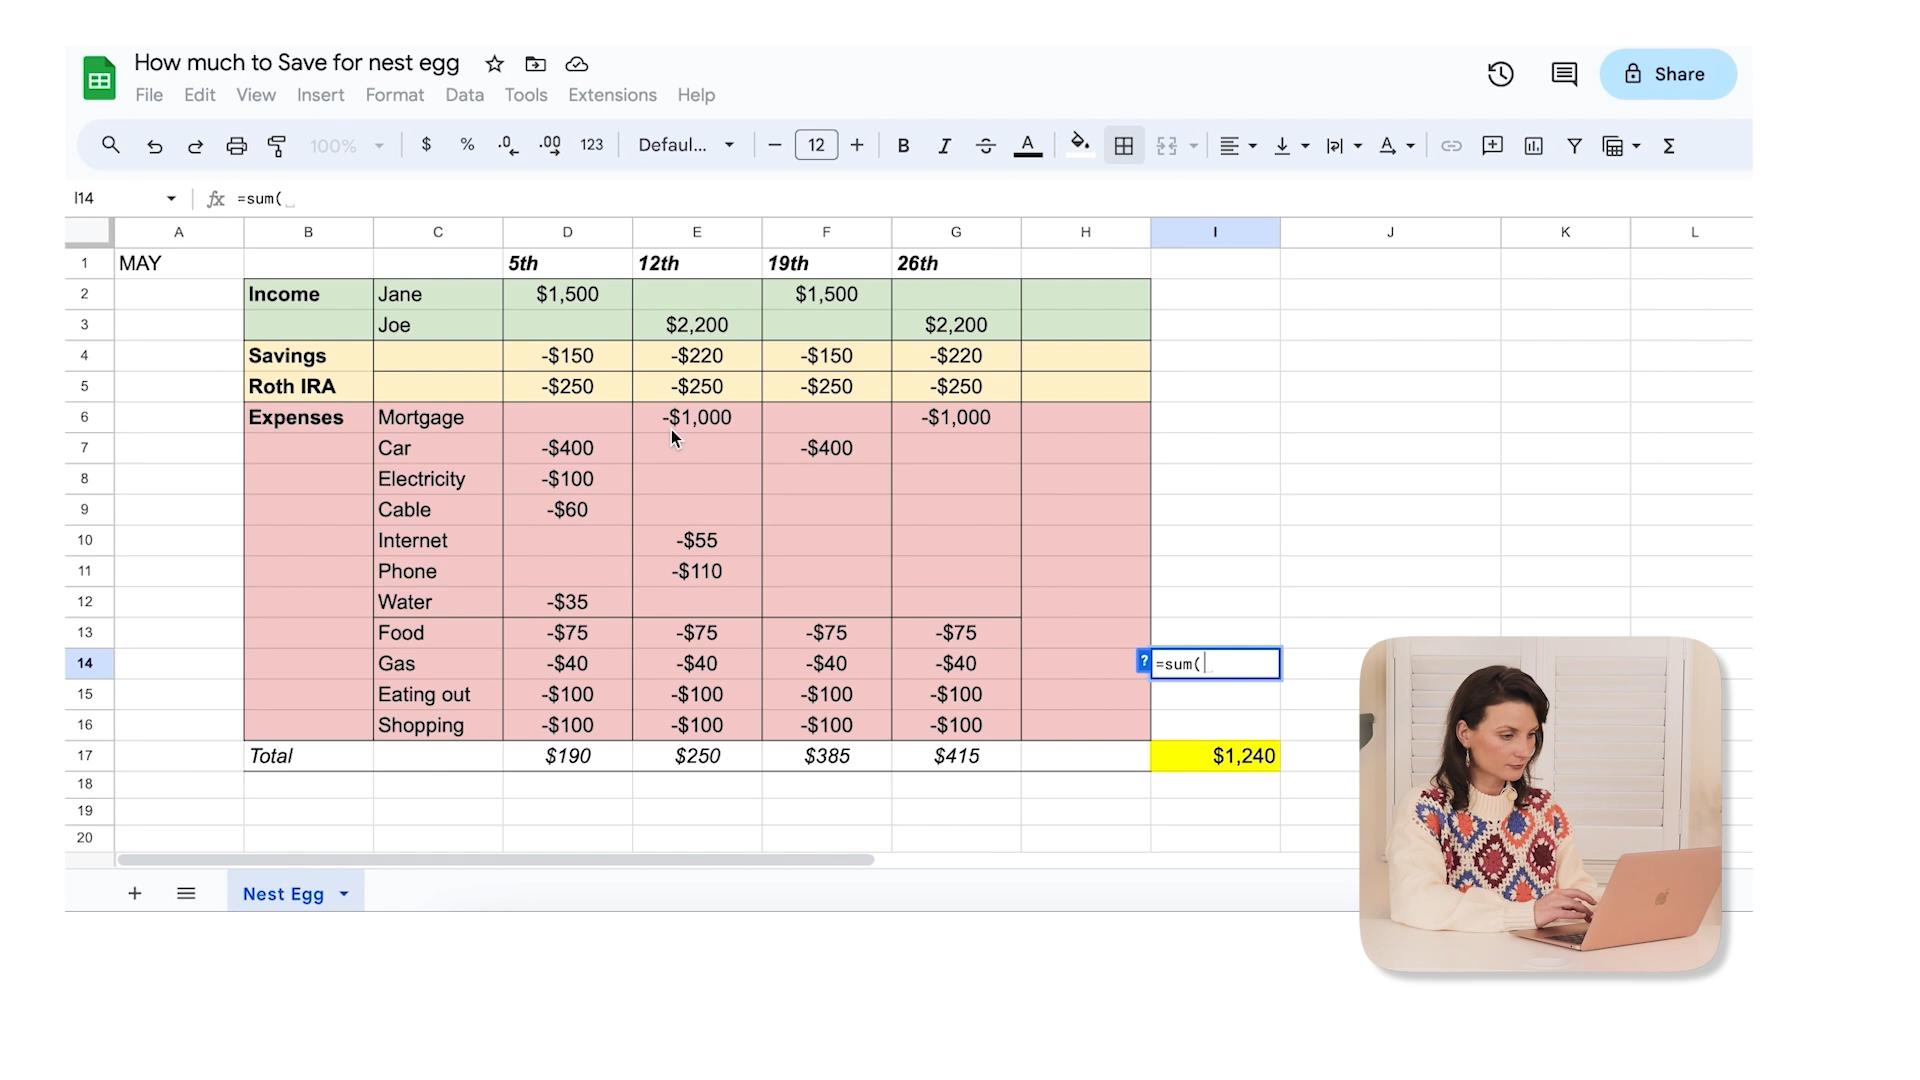 How much to Save for nest egg
File Edit View Insert Format Data Tools Extensions Help
Share
100% $ % .0 .00 123 Defaul... 12 B I A A Σ
I14 fx =sum(
A B C D E F G H I J K L
1 MAY 5th 12th 19th 26th
2 Income Jane $1,500 $1,500
3 Joe $2,200 $2,200
4 Savings -$150 -$220 -$150 -$220
5 Roth IRA -$250 -$250 -$250 -$250
6 Expenses Mortgage -$1,000 -$1,000
7 Car -$400 -$400
8 Electricity -$100
9 Cable -$60
10 Internet -$55
11 Phone -$110
12 Water -$35
13 Food -$75 -$75 -$75 -$75
14 Gas -$40 -$40 -$40 -$40 ? =sum(
15 Eating out -$100 -$100 -$100 -$100
16 Shopping -$100 -$100 -$100 -$100
17 Total $190 $250 $385 $415 $1,240
18
19
20
+ Nest Egg